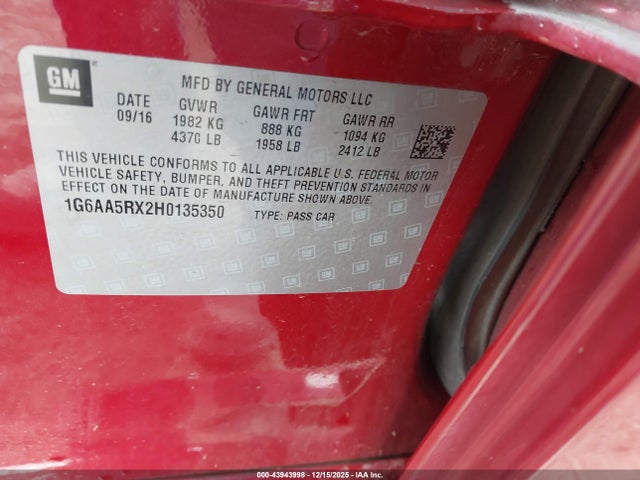 GM
MFD BY GENERAL MOTORS LLC
DATE GVWR GAWR FRT GAWR RR
09/16 1982 KG 888 KG 1094 KG
4370 LB 1958 LB 2412 LB
THIS VEHICLE CONFORMS TO ALL APPLICABLE U.S. FEDERAL MOTOR
VEHICLE SAFETY, BUMPER, AND THEFT PREVENTION STANDARDS IN
EFFECT ON THE DATE OF MANUFACTURE SHOWN ABOVE.
1G6AA5RX2H0135350 TYPE: PASS CAR
000-43943998 - 12/15/2025 - IAA Inc.